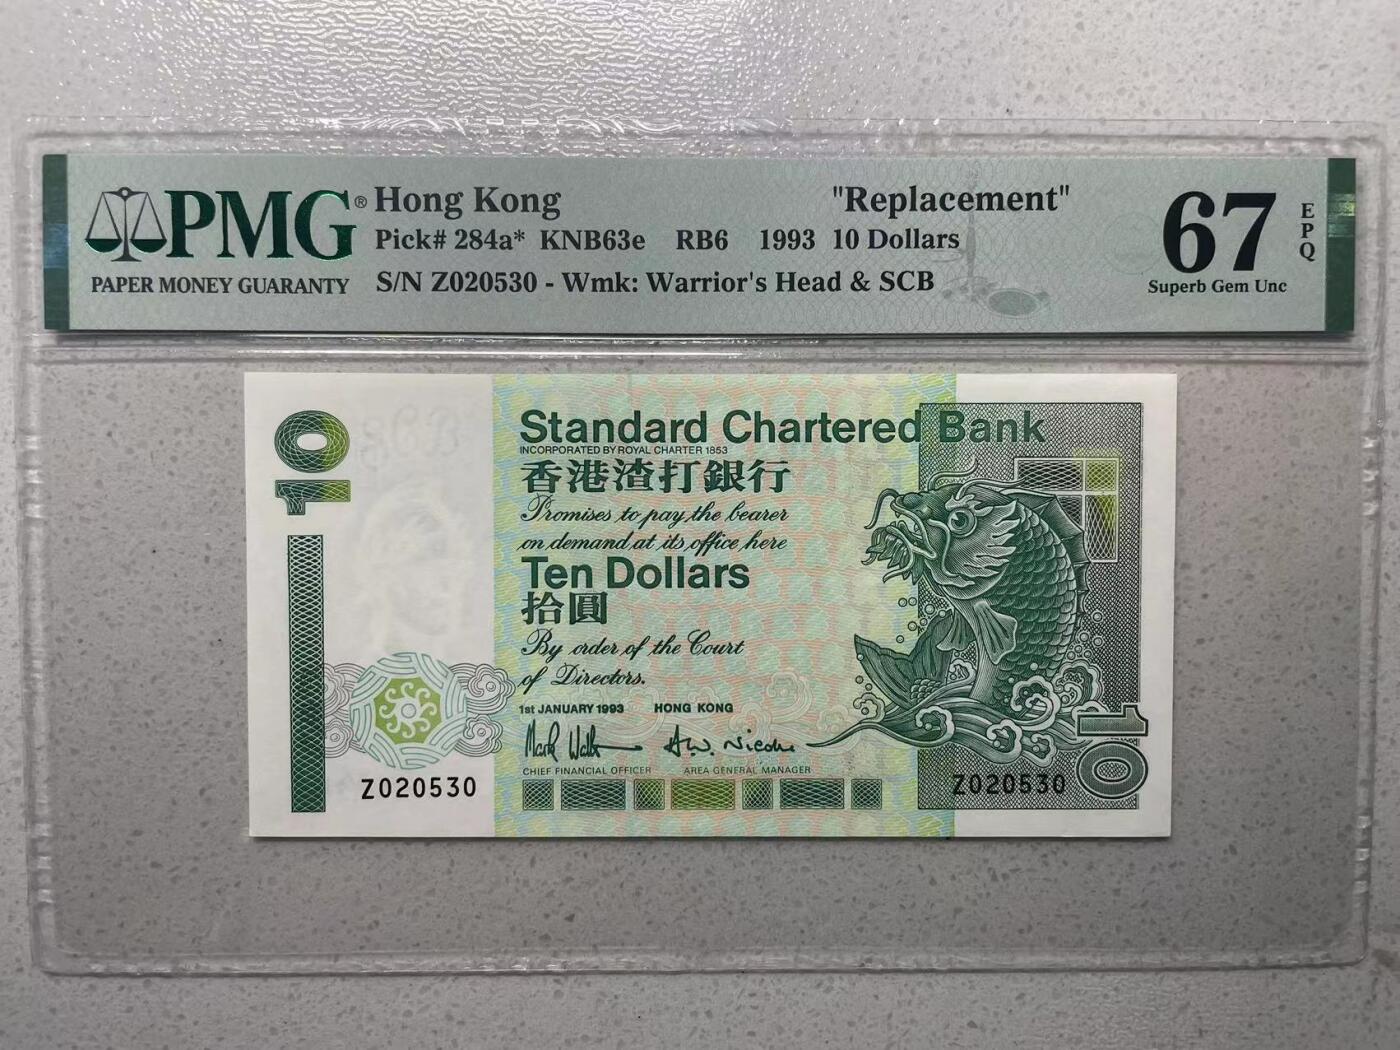 PMG®
PAPER MONEY GUARANTY
Hong Kong "Replacement"
Pick# 284a* KNB63e RB6 1993 10 Dollars
S/N Z020530 - Wmk: Warrior's Head & SCB
67
EPQ
Superb Gem Unc
10
Standard Chartered Bank
INCORPORATED BY ROYAL CHARTER 1853
香港渣打銀行
Promises to pay the bearer
on demand at its office here
Ten Dollars
拾圓
By order of the Court
of Directors.
1st JANUARY 1993 HONG KONG
CHIEF FINANCIAL OFFICER AREA GENERAL MANAGER
Z020530 Z020530
10